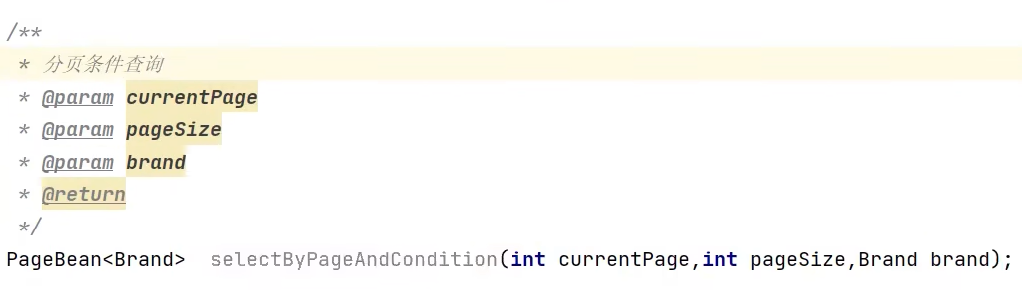 /**
 * 分页条件查询
 * @param currentPage
 * @param pageSize
 * @param brand
 * @return
 */
PageBean<Brand>  selectByPageAndCondition(int currentPage,int pageSize,Brand brand);